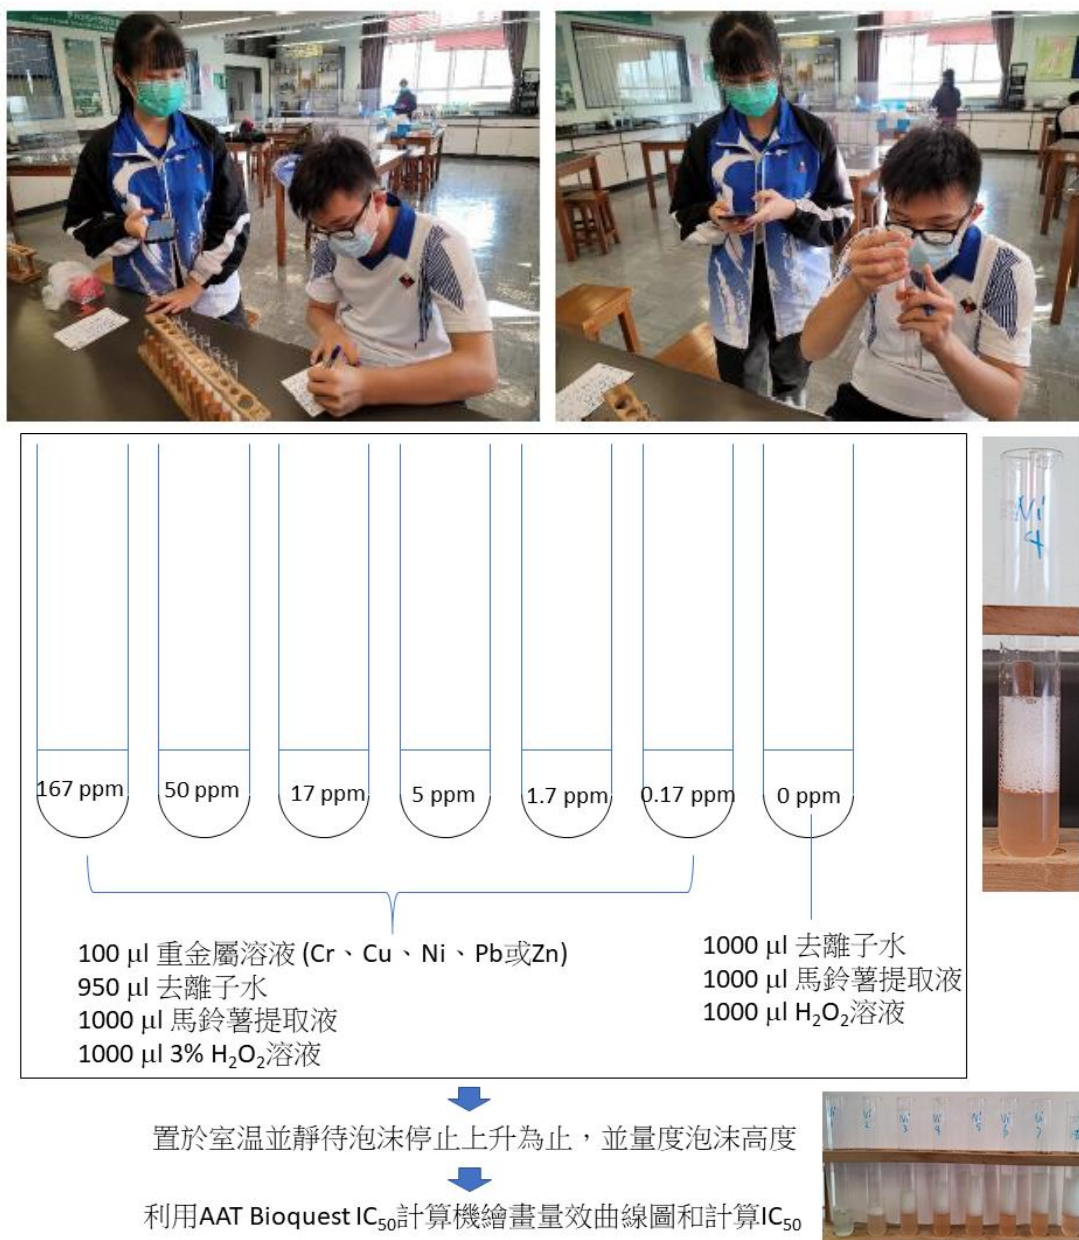 167 ppm
50 ppm
17 ppm
5 ppm
1.7 ppm
0.17 ppm
0 ppm
100 μl 重金屬溶液 (Cr、Cu、Ni、Pb或Zn)
950 μl 去離子水
1000 μl 馬鈴薯提取液
1000 μl 3% H₂O₂溶液
1000 μl 去離子水
1000 μl 馬鈴薯提取液
1000 μl H₂O₂溶液
Ni
4
置於室温並靜待泡沫停止上升為止，並量度泡沫高度
利用AAT Bioquest IC₅₀計算機繪畫量效曲線圖和計算IC₅₀